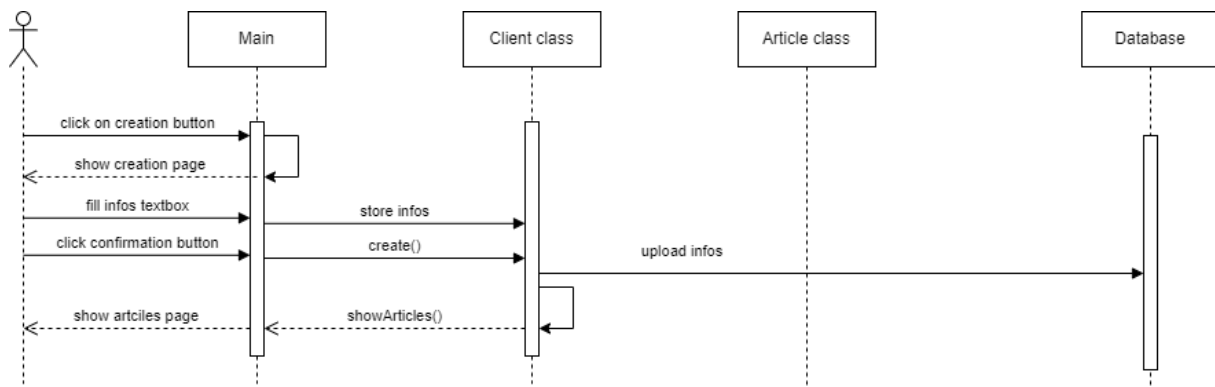 Main
Client class
Article class
Database
click on creation button
show creation page
fill infos textbox
store infos
click confirmation button
create()
upload infos
show artciles page
showArticles()